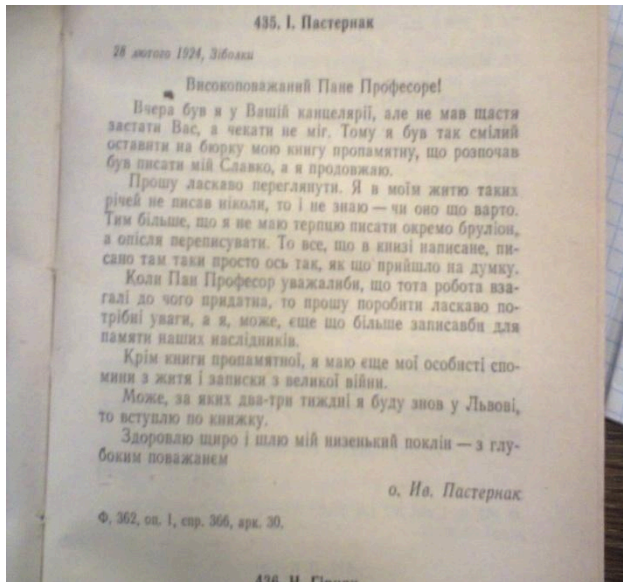 435. І. Пастернак
28 лютого 1924, Зіболки
Високоповажаний Пане Професоре!
Вчера був я у Вашій канцелярії, але не мав щастя
застати Вас, а чекати не міг. Тому я був так смілий
оставити на бюрку мою книгу пропамятну, що розпочав
був писати мій Славко, а я продовжаю.
Прошу ласкаво переглянути. Я в моїм житю таких
річей не писав ніколи, то і не знаю — чи оно що варто.
Тим більше, що я не маю терпцю писати окремо бруліон,
а опісля переписувати. То все, що в книзі написане, пи-
сано там таки просто ось так, як що прийшло на думку.
Коли Пан Професор уважалиби, що тота робота вза-
галі до чого придатна, то прошу поробити ласкаво по-
трібні уваги, а я, може, єще що більше записавби для
памяти наших наслідників.
Крім книги пропамятної, я маю єще мої особисті спо-
мини з житя і записки з великої війни.
Може, за яких два-три тиждні я буду знов у Львові,
то вступлю по книжку.
Здоровлю щиро і шлю мій низенький поклін — з глу-
боким поважанєм
о. Ив. Пастернак
Ф. 362, оп. 1, спр. 366, арк. 30.
436. Н.